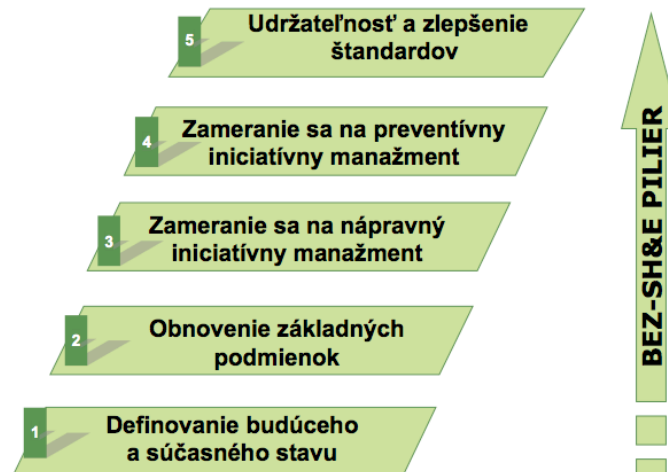 5
Udržateľnosť a zlepšenie
štandardov
4
Zameranie sa na preventívny
iniciatívny manažment
3
Zameranie sa na nápravný
iniciatívny manažment
2
Obnovenie základných
podmienok
1
Definovanie budúceho
a súčasného stavu
BEZ-SH&E PILIER